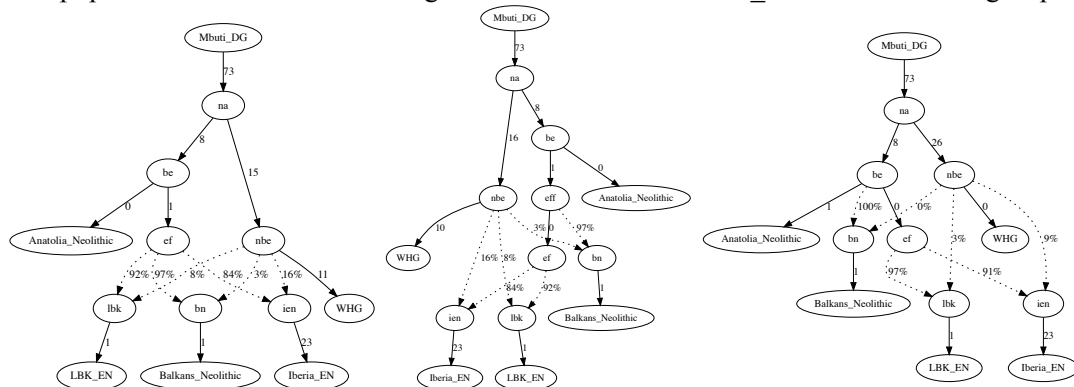 Mbuti_DG
73
na
8
15
be
0
1
Anatolia_Neolithic
ef
nbe
92%
97%
8%
84%
3%
16%
11
lbk
bn
ien
WHG
1
1
23
LBK_EN
Balkans_Neolithic
Iberia_EN
Mbuti_DG
73
na
8
16
be
1
0
nbe
eff
Anatolia_Neolithic
10
3%
0
97%
WHG
16%
8%
ef
bn
84%
92%
1
ien
lbk
Balkans_Neolithic
23
1
Iberia_EN
LBK_EN
Mbuti_DG
73
na
8
26
be
nbe
1
100%
0
0%
0
Anatolia_Neolithic
bn
ef
3%
WHG
9%
1
97%
91%
Balkans_Neolithic
lbk
ien
1
23
LBK_EN
Iberia_EN